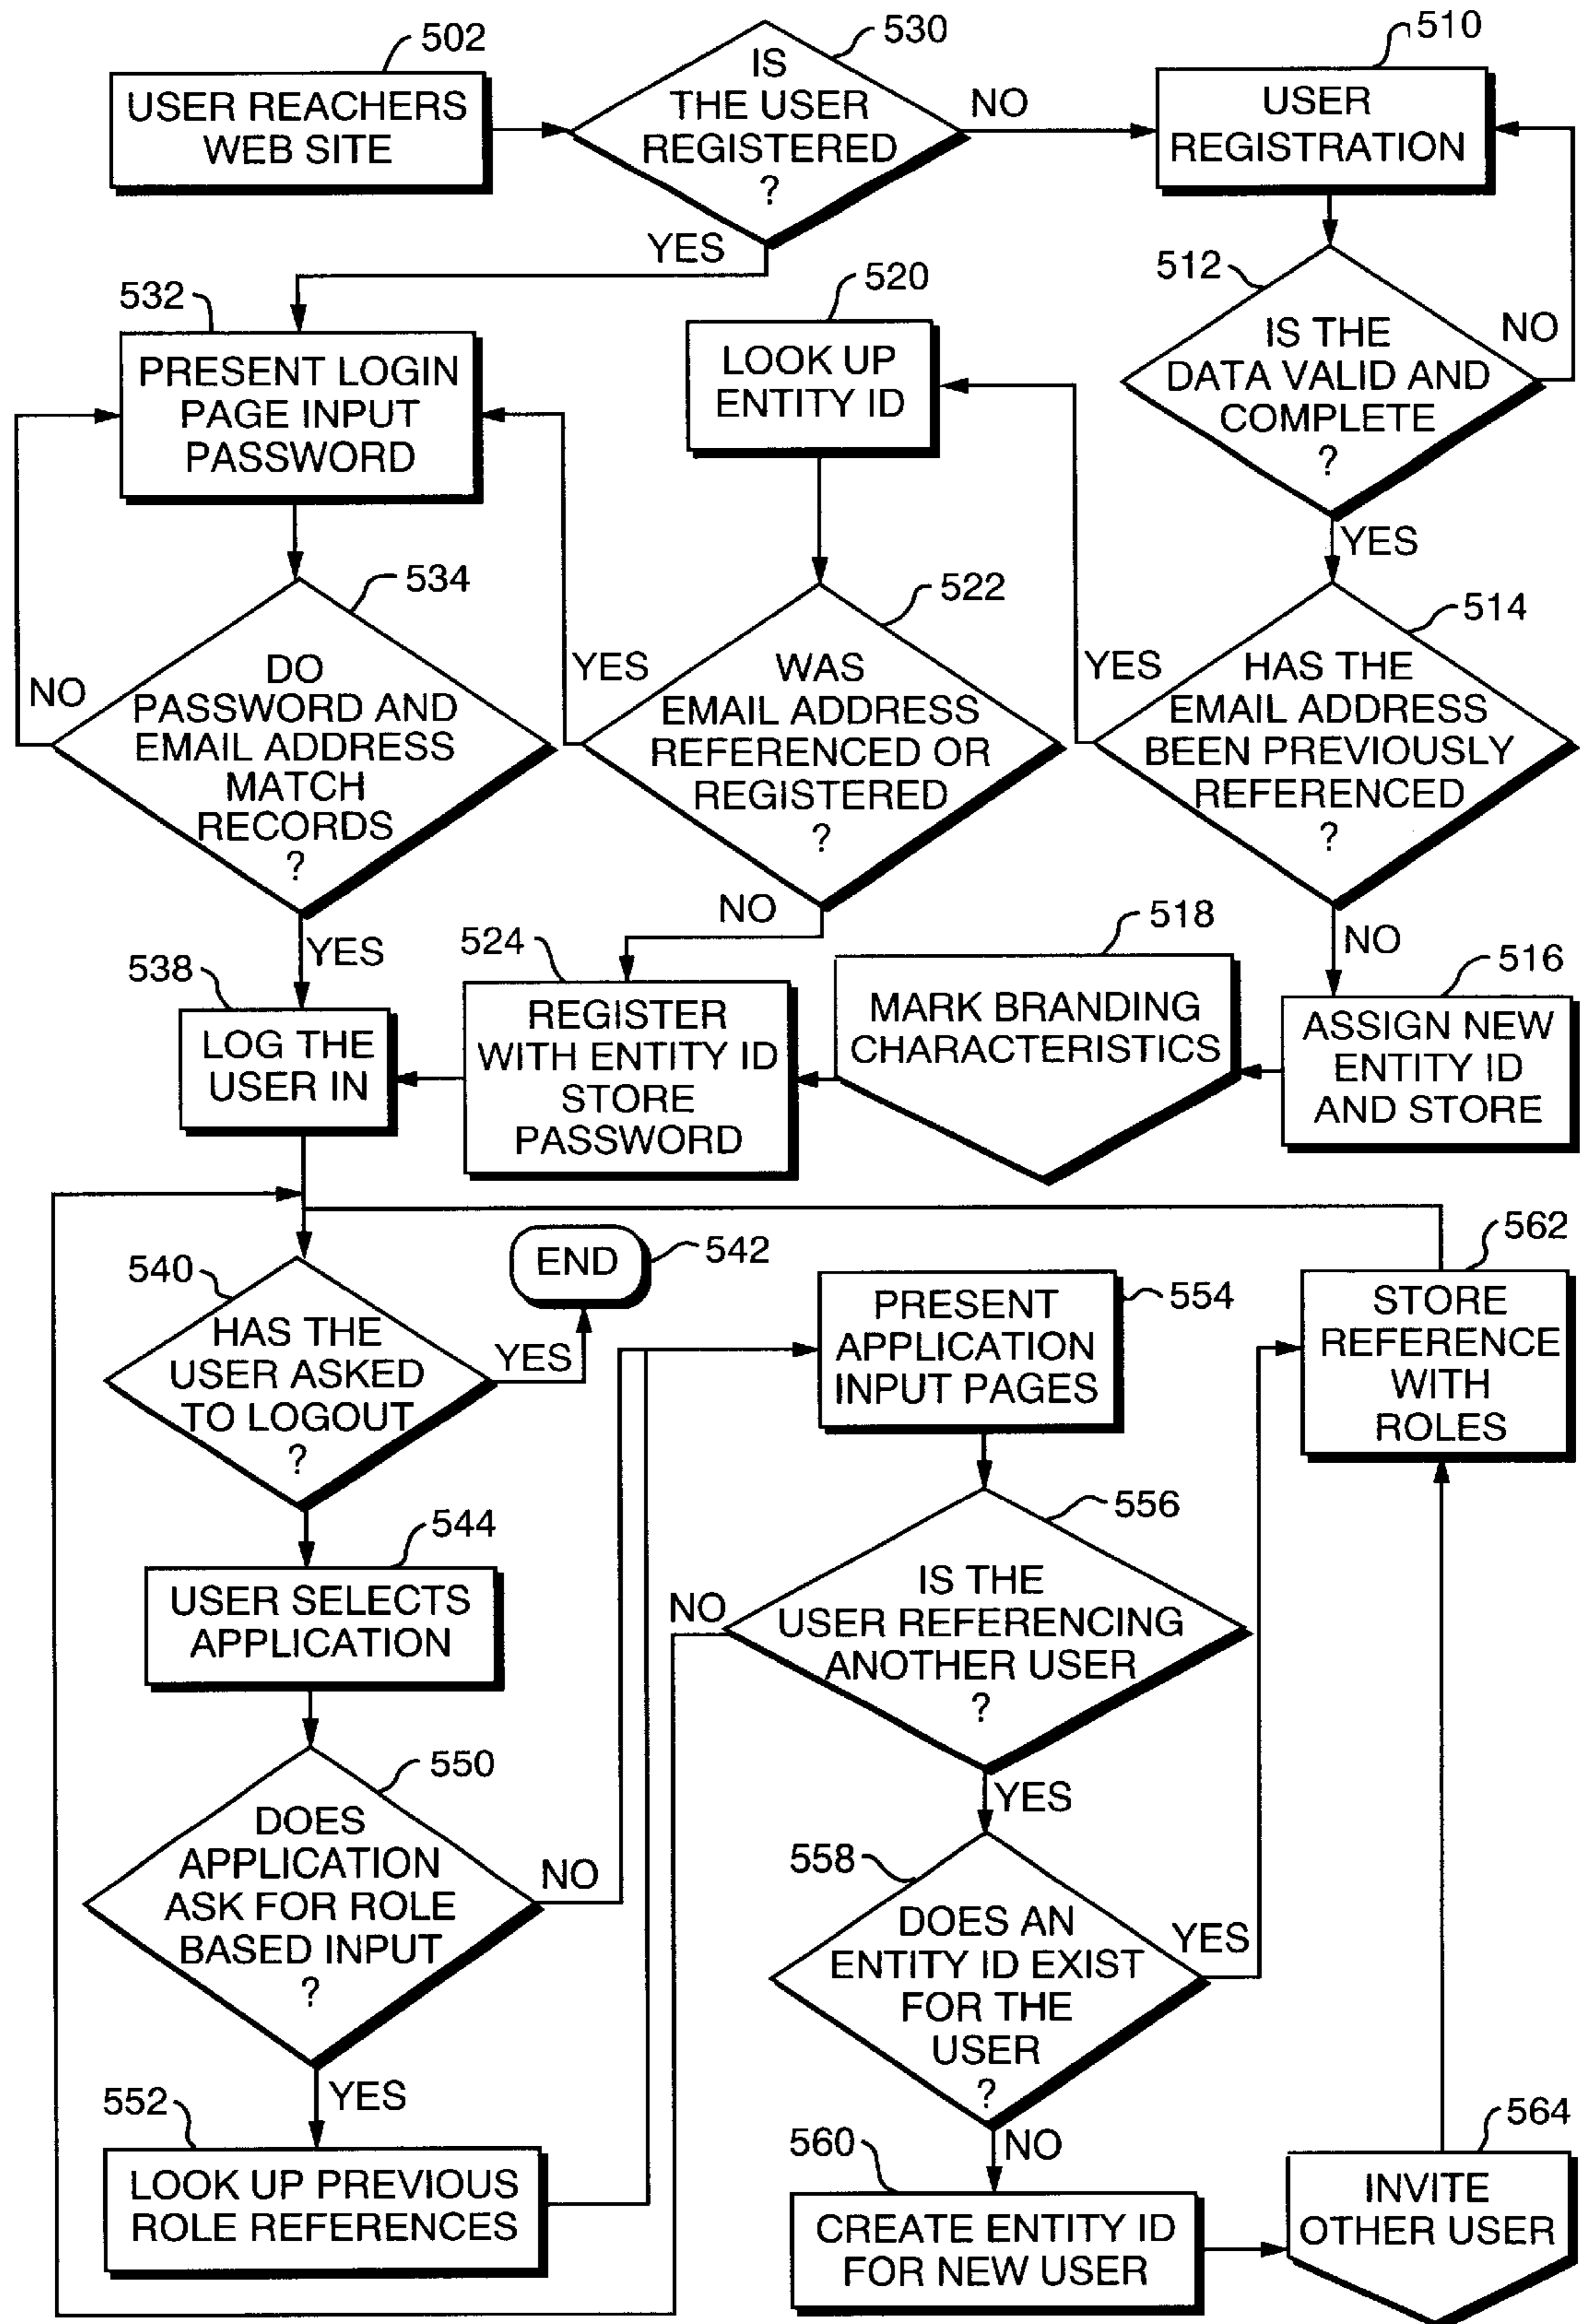 502
USER REACHERS
WEB SITE
530
IS
THE USER
REGISTERED
?
NO
YES
510
USER
REGISTRATION
512
IS THE
DATA VALID AND
COMPLETE
?
NO
YES
532
PRESENT LOGIN
PAGE INPUT
PASSWORD
520
LOOK UP
ENTITY ID
534
DO
PASSWORD AND
EMAIL ADDRESS
MATCH
RECORDS
?
NO
YES
522
WAS
EMAIL ADDRESS
REFERENCED OR
REGISTERED
?
YES
NO
514
HAS THE
EMAIL ADDRESS
BEEN PREVIOUSLY
REFERENCED
?
YES
NO
538
LOG THE
USER IN
524
REGISTER
WITH ENTITY ID
STORE
PASSWORD
518
MARK BRANDING
CHARACTERISTICS
516
ASSIGN NEW
ENTITY ID
AND STORE
540
HAS THE
USER ASKED
TO LOGOUT
?
YES
END
542
544
USER SELECTS
APPLICATION
550
DOES
APPLICATION
ASK FOR ROLE
BASED INPUT
?
NO
YES
552
LOOK UP PREVIOUS
ROLE REFERENCES
554
PRESENT
APPLICATION
INPUT PAGES
556
IS THE
USER REFERENCING
ANOTHER USER
?
NO
YES
558
DOES AN
ENTITY ID EXIST
FOR THE
USER
?
YES
NO
560
CREATE ENTITY ID
FOR NEW USER
562
STORE
REFERENCE
WITH
ROLES
564
INVITE
OTHER USER